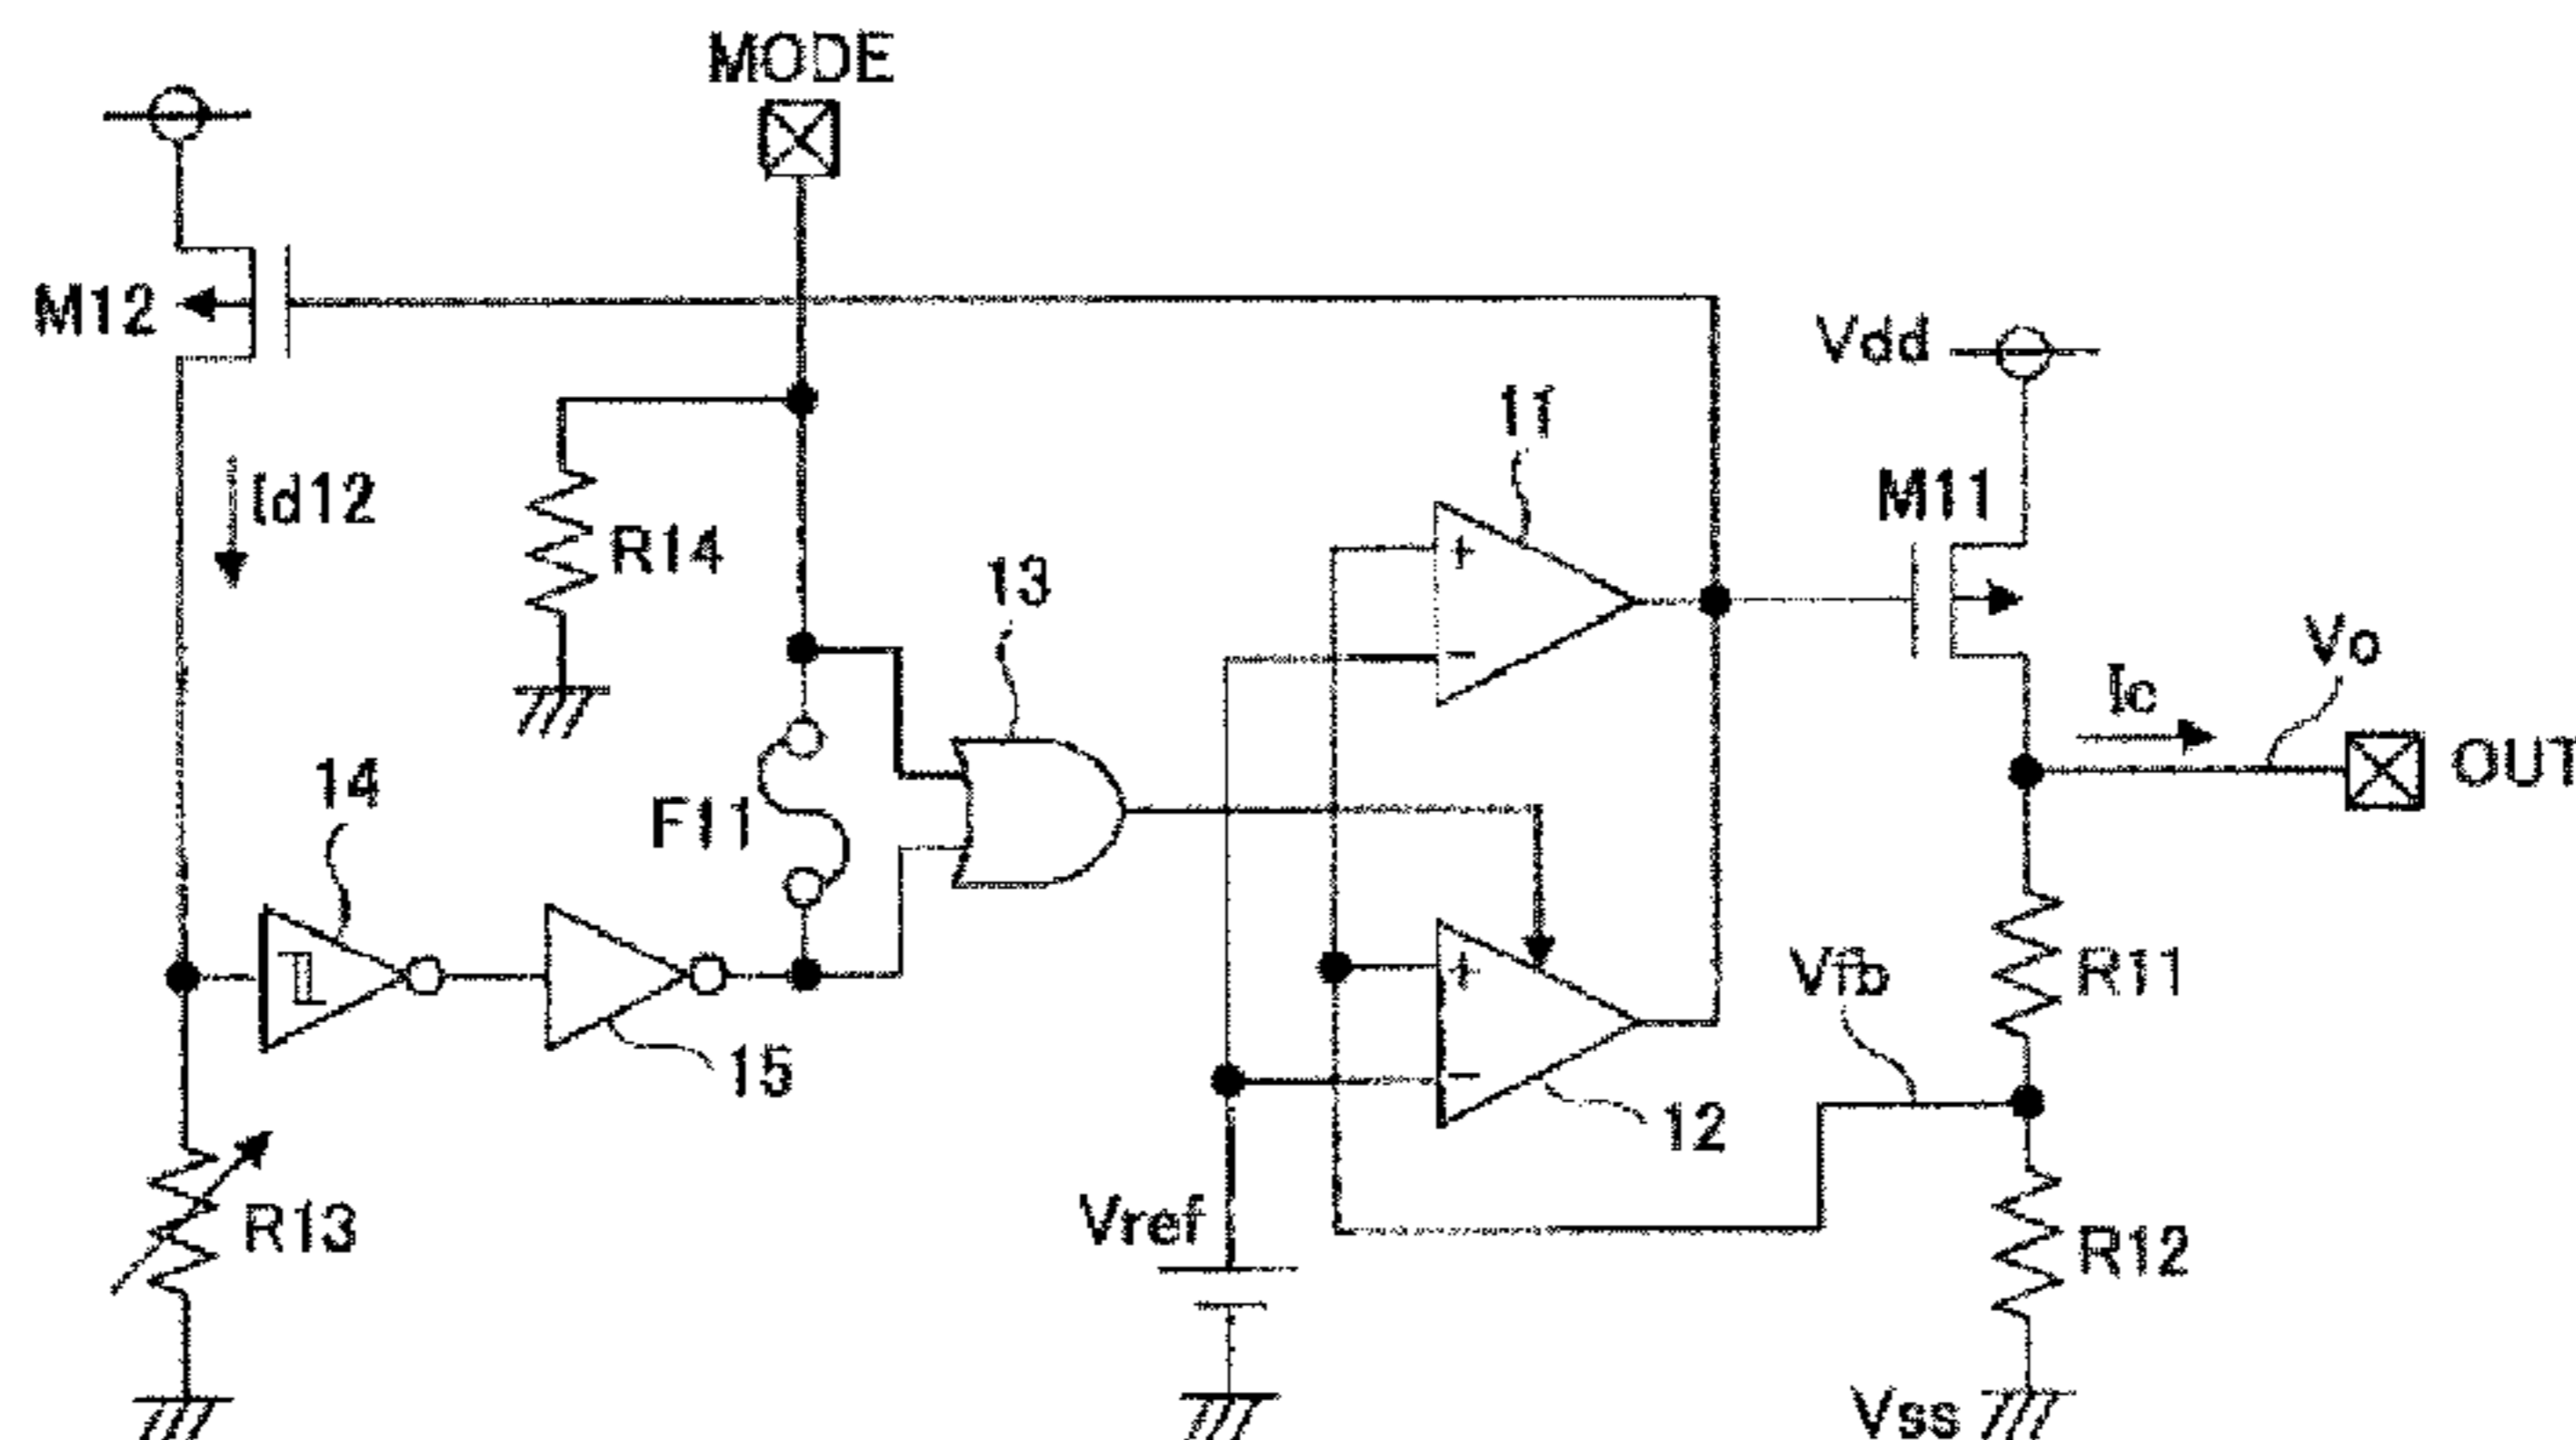 MODE
M12
Vdd
11
M11
Id12
R14
13
Vo
Ic
OUT
14
F11
Vfb
R11
15
12
Vref
R13
R12
Vss